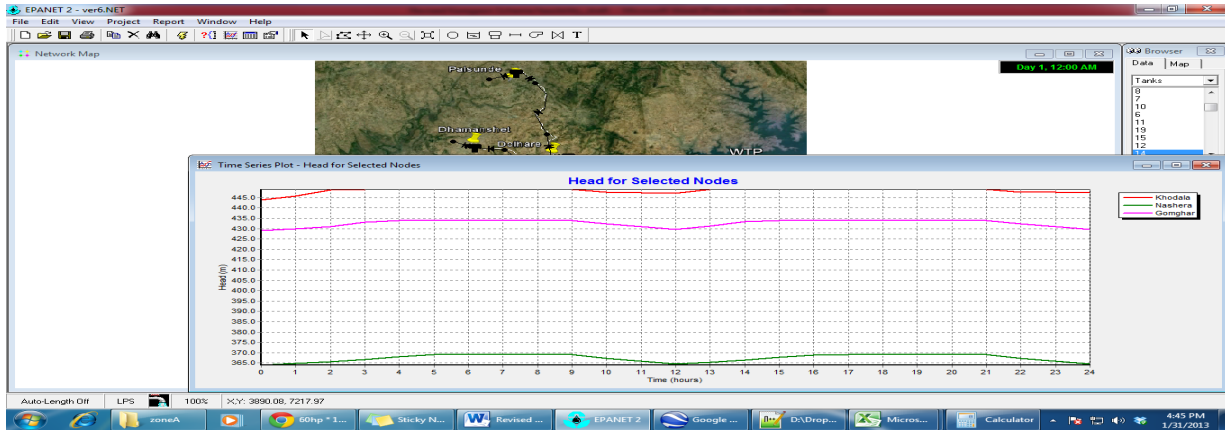 EPANET 2 - ver6.NET
File Edit View Project Report Window Help
Network Map
Day 1, 12:00 AM
Browser
Data Map
Tanks
8
7
10
6
11
19
15
12
14
Palsunde
Dhamanshet
WTP
Time Series Plot - Head for Selected Nodes
Head for Selected Nodes
445.0
440.0
435.0
430.0
425.0
420.0
415.0
410.0
405.0
400.0
395.0
390.0
385.0
380.0
375.0
370.0
365.0
Head (m)
0 1 2 3 4 5 6 7 8 9 10 11 12 13 14 15 16 17 18 19 20 21 22 23 24
Time (hours)
Khodala
Nashera
Gomghar
Auto-Length Off LPS 100% X,Y: 3890.08, 7217.97
zoneA 60hp * 1... Sticky N... Revised ... EPANET 2 Google ... D:\Drop... Micros... Calculator 4:45 PM
1/31/2013